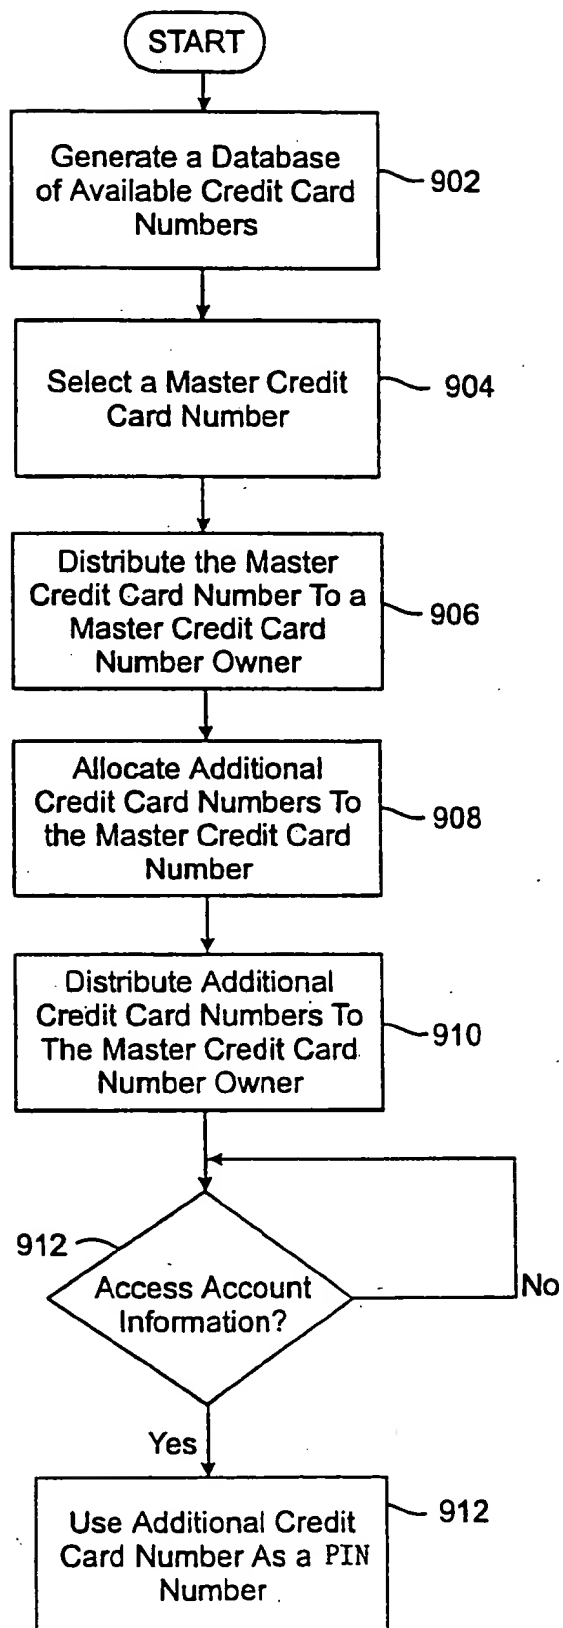 START
Generate a Database
of Available Credit Card
Numbers
902
Select a Master Credit
Card Number
904
Distribute the Master
Credit Card Number To a
Master Credit Card
Number Owner
906
Allocate Additional
Credit Card Numbers To
the Master Credit Card
Number
908
Distribute Additional
Credit Card Numbers To
The Master Credit Card
Number Owner
910
912
Access Account
Information?
No
Yes
Use Additional Credit
Card Number As a PIN
Number
912